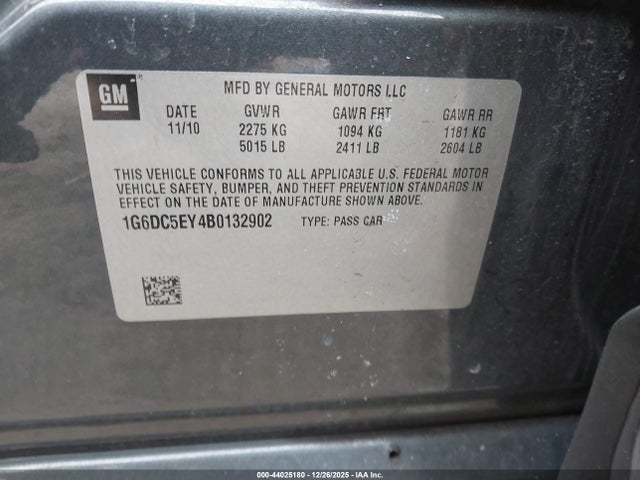 GM
MFD BY GENERAL MOTORS LLC
DATE GVWR GAWR FRT GAWR RR
11/10 2275 KG 1094 KG 1181 KG
5015 LB 2411 LB 2604 LB
THIS VEHICLE CONFORMS TO ALL APPLICABLE U.S. FEDERAL MOTOR
VEHICLE SAFETY, BUMPER, AND THEFT PREVENTION STANDARDS IN
EFFECT ON THE DATE OF MANUFACTURE SHOWN ABOVE.
1G6DC5EY4B0132902 TYPE: PASS CAR
000-44025180 - 12/26/2025 - IAA Inc.